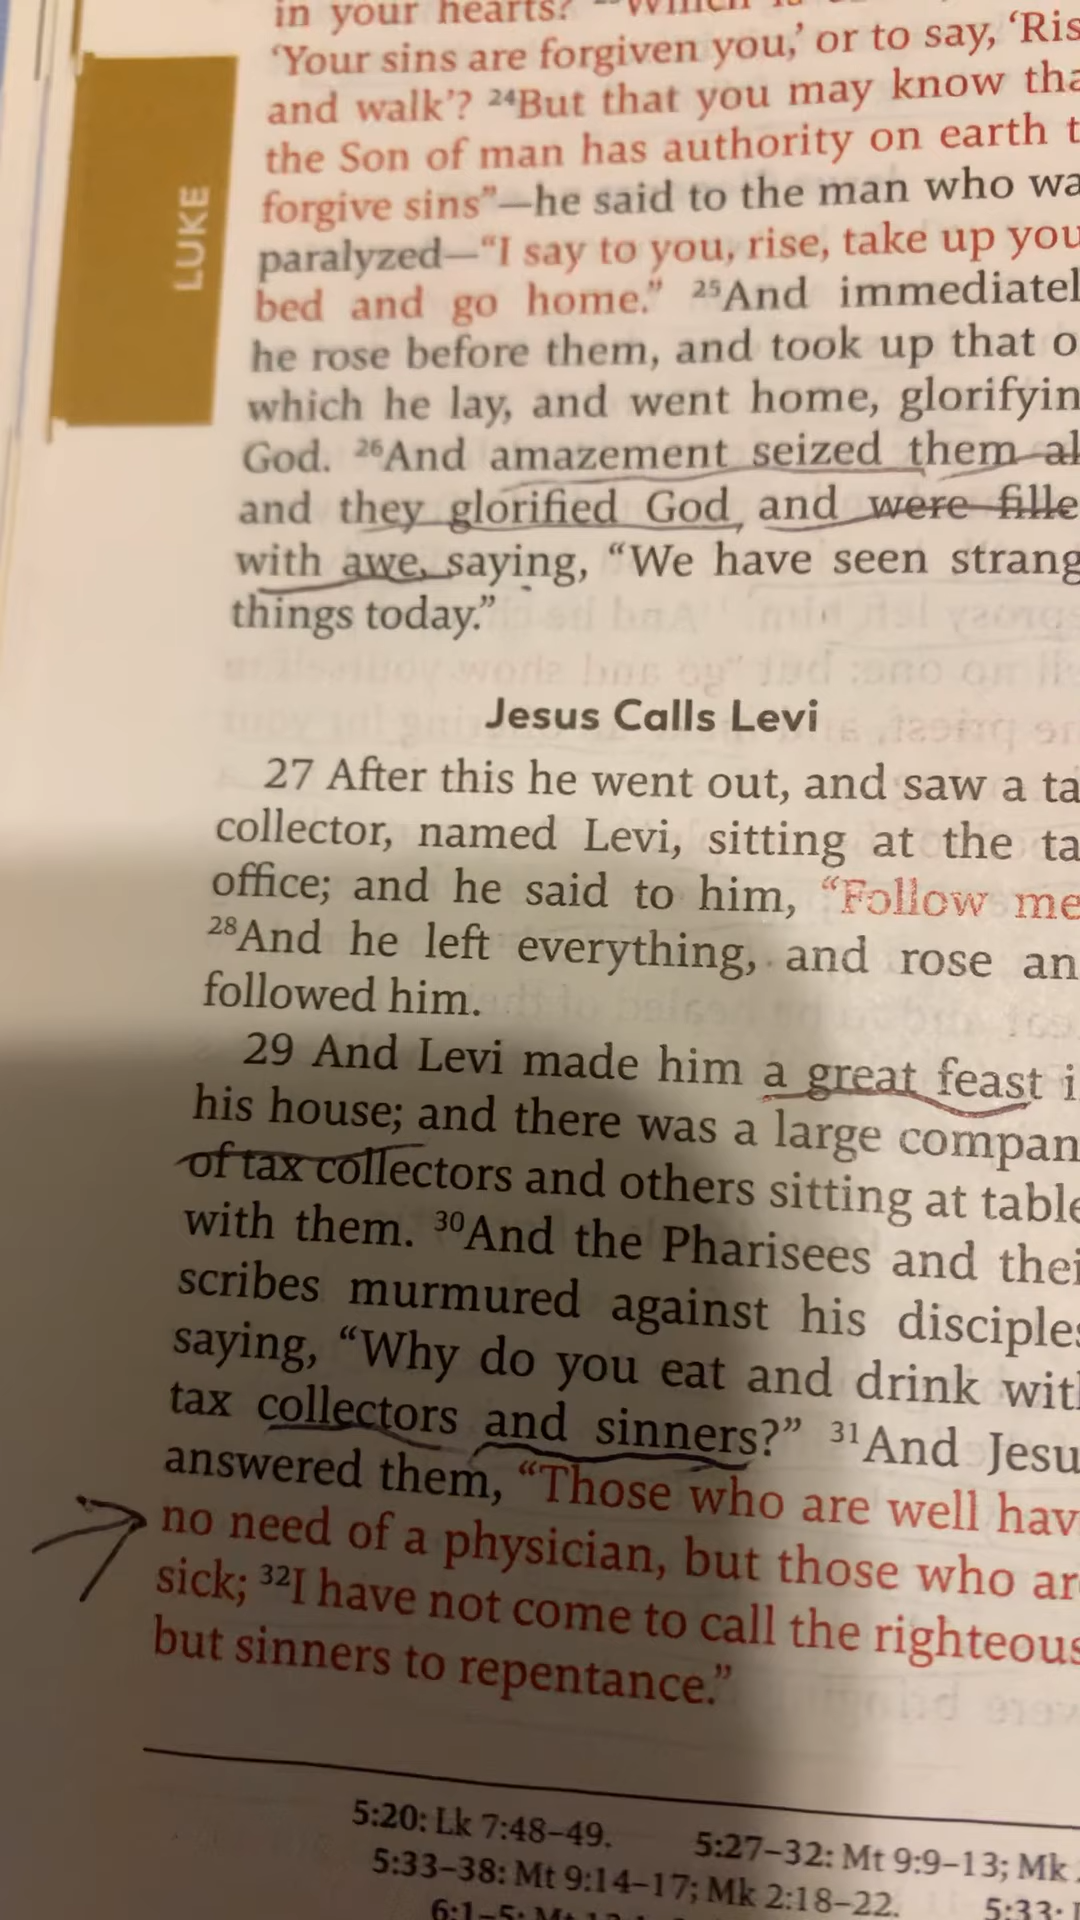 LUKE
in your hearts?
‘Your sins are forgiven you,’ or to say, ‘Ris
and walk’? 24But that you may know tha
the Son of man has authority on earth t
forgive sins”—he said to the man who wa
paralyzed—“I say to you, rise, take up you
bed and go home.” 25And immediatel
he rose before them, and took up that o
which he lay, and went home, glorifyin
God. 26And amazement seized them al
and they glorified God and were fille
with awe, saying, “We have seen strang
things today.”
Jesus Calls Levi
27 After this he went out, and saw a ta
collector, named Levi, sitting at the ta
office; and he said to him, “Follow me
28And he left everything, and rose an
followed him.
29 And Levi made him a great feast i
his house; and there was a large compan
of tax collectors and others sitting at table
with them. 30And the Pharisees and thei
scribes murmured against his disciples
saying, “Why do you eat and drink with
tax collectors and sinners?” 31And Jesu
answered them, “Those who are well hav
no need of a physician, but those who ar
sick; 32I have not come to call the righteous
but sinners to repentance.”
5:20: Lk 7:48–49. 5:27–32: Mt 9:9–13; Mk
5:33–38: Mt 9:14–17; Mk 2:18–22. 5:33:
6:1–5: